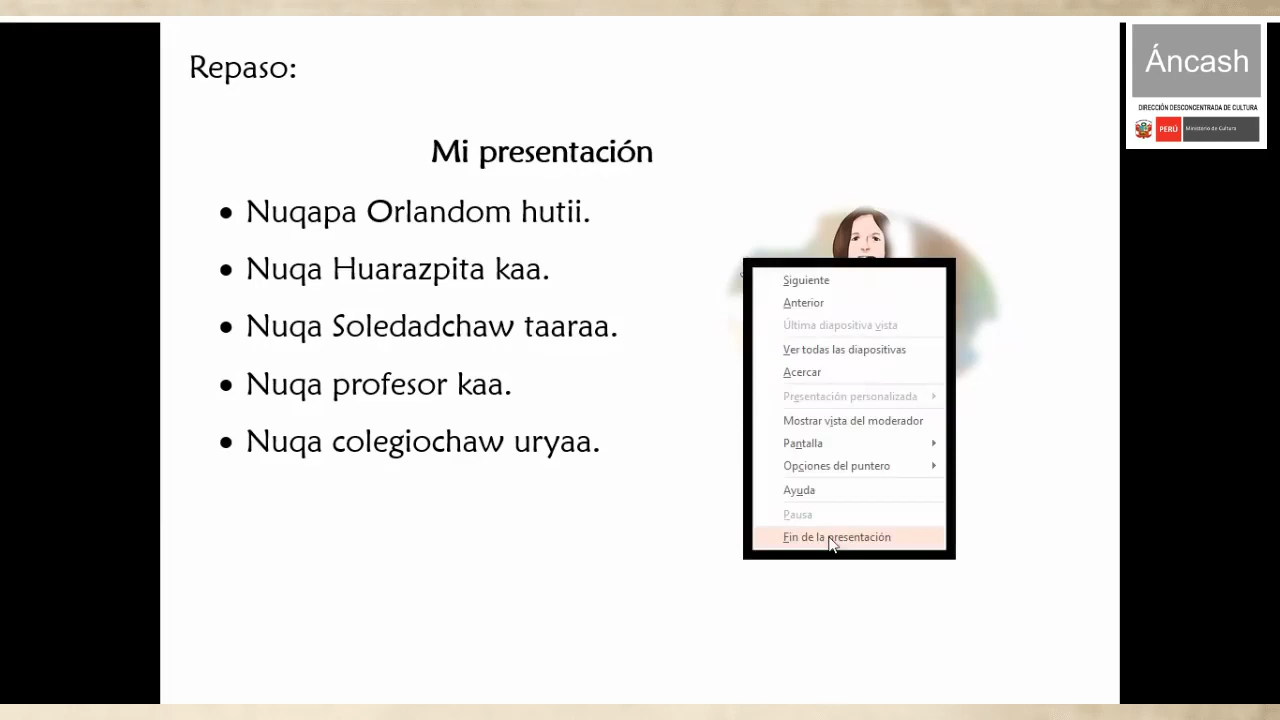 Repaso:
Mi presentación
• Nuqapa Orlandom hutii.
• Nuqa Huarazpita kaa.
• Nuqa Soledadchaw taaraa.
• Nuqa profesor kaa.
• Nuqa colegiochaw uryaa.
Siguiente
Anterior
Última diapositiva vista
Ver todas las diapositivas
Acercar
Presentación personalizada
Mostrar vista del moderador
Pantalla
Opciones del puntero
Ayuda
Pausa
Fin de la presentación
Áncash
DIRECCIÓN DESCONCENTRADA DE CULTURA
PERÚ Ministerio de Cultura